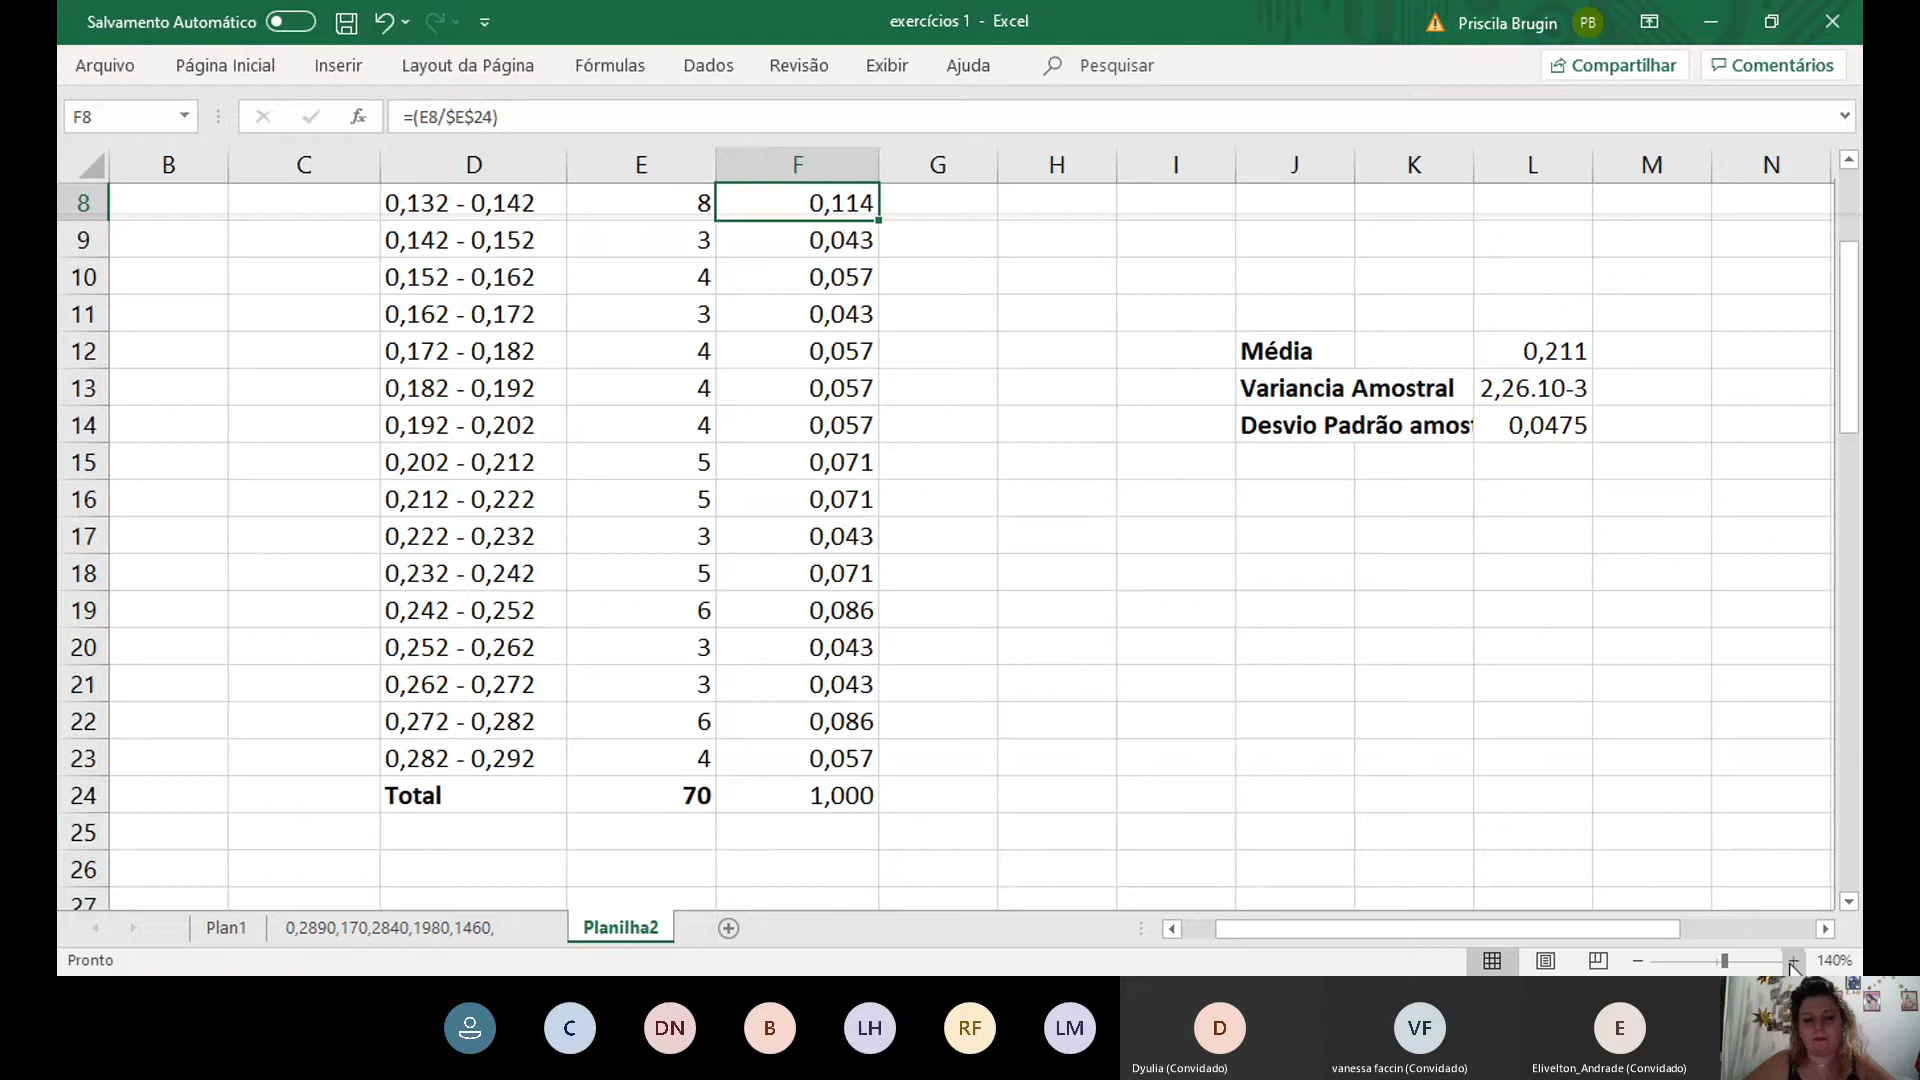 Salvamento Automático
exercícios 1 - Excel
Priscila Brugin PB
Arquivo Página Inicial Inserir Layout da Página Fórmulas Dados Revisão Exibir Ajuda Pesquisar Compartilhar Comentários
F8 fx =(E8/$E$24)
B C D E F G H I J K L M N
8 0,132 - 0,142 8 0,114
9 0,142 - 0,152 3 0,043
10 0,152 - 0,162 4 0,057
11 0,162 - 0,172 3 0,043
12 0,172 - 0,182 4 0,057 Média 0,211
13 0,182 - 0,192 4 0,057 Variancia Amostral 2,26.10-3
14 0,192 - 0,202 4 0,057 Desvio Padrão amost 0,0475
15 0,202 - 0,212 5 0,071
16 0,212 - 0,222 5 0,071
17 0,222 - 0,232 3 0,043
18 0,232 - 0,242 5 0,071
19 0,242 - 0,252 6 0,086
20 0,252 - 0,262 3 0,043
21 0,262 - 0,272 3 0,043
22 0,272 - 0,282 6 0,086
23 0,282 - 0,292 4 0,057
24 Total 70 1,000
25
26
27
Plan1 0,2890,170,2840,1980,1460, Planilha2
Pronto 140%
C DN B LH RF LM D VF E
Dyulia (Convidado) vanessa faccin (Convidado) Elivelton_Andrade (Convidado)